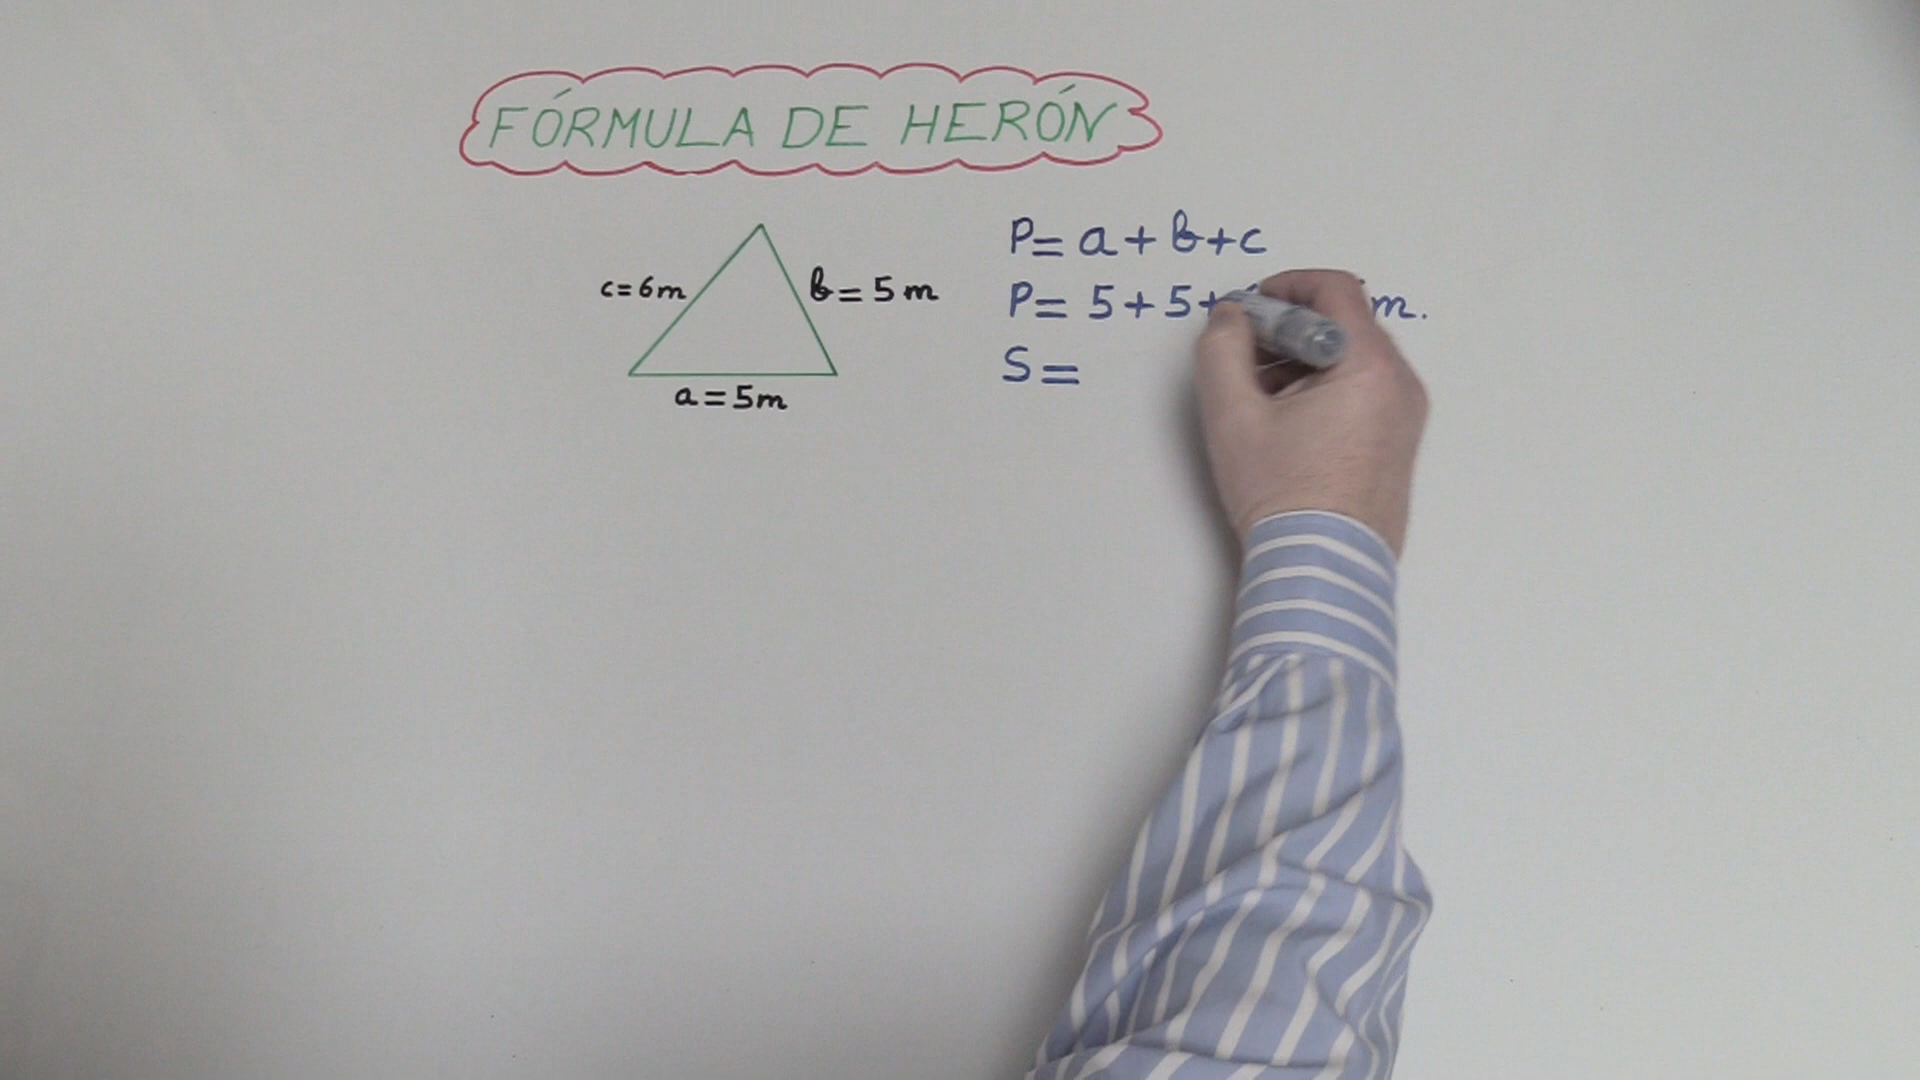 FÓRMULA DE HERÓN
P= a+b+c
c=6m
b=5m
P= 5+5+ m.
S=
a=5m